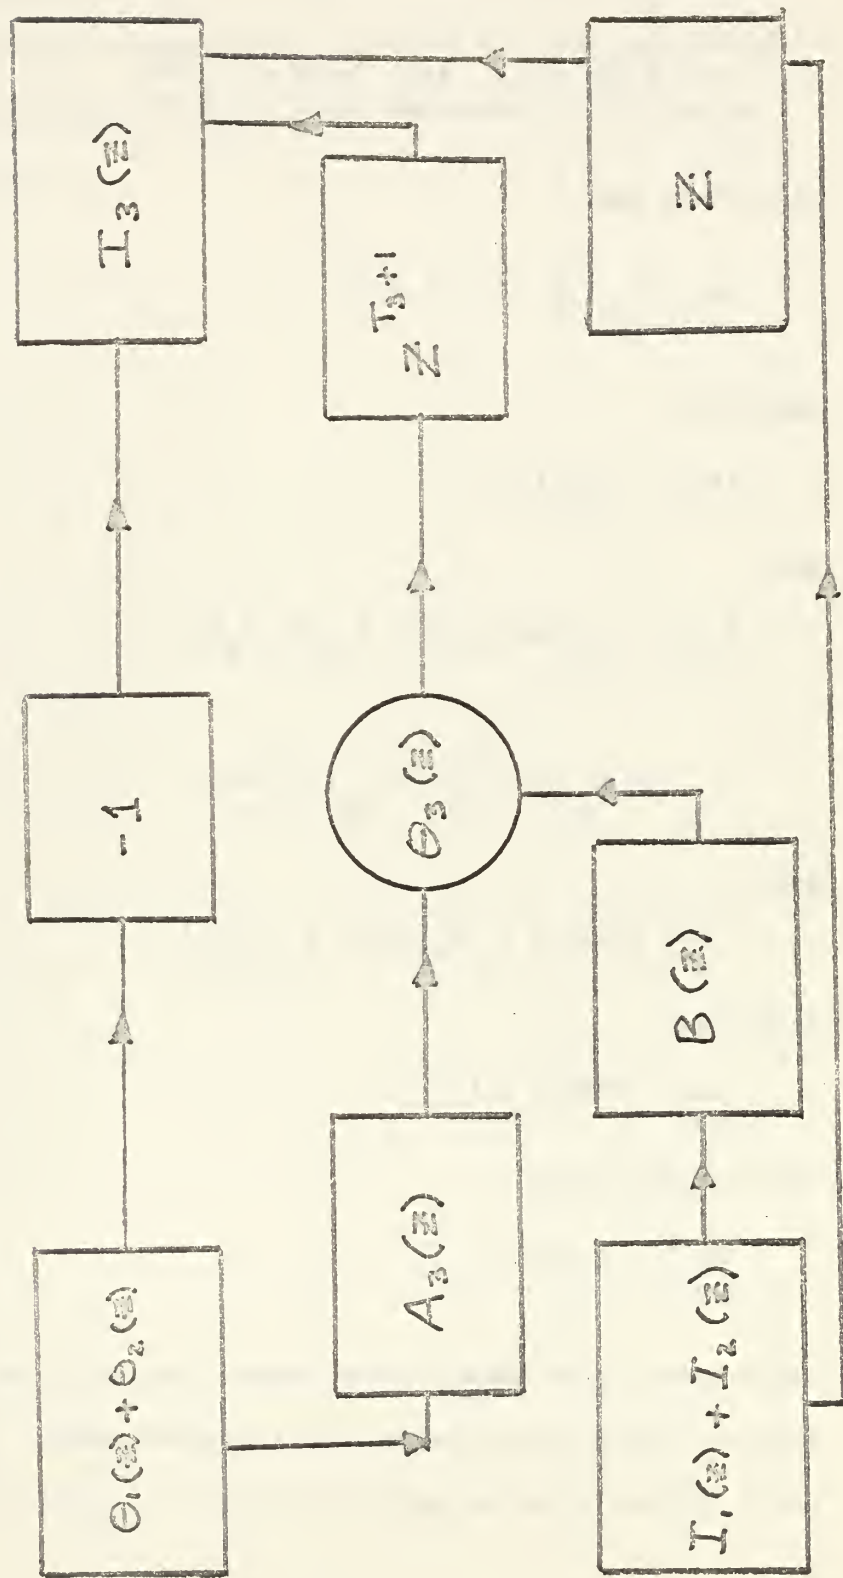 Θ₁(Z) + Θ₂(Z)
-1
I₃(Z)
A₃(Z)
Θ₃(Z)
Z^T₃+1
I₁(Z) + I₂(Z)
B(Z)
Z